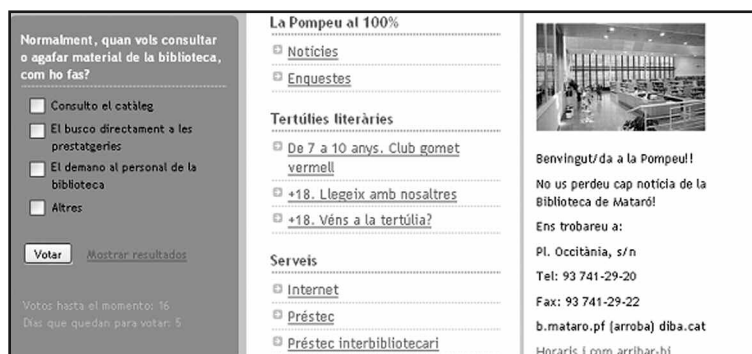 Normalment, quan vols consultar
o agafar material de la biblioteca,
com ho fas?
Consulto el catàleg
El busco directament a les
prestatgeries
El demano al personal de la
biblioteca
Altres
Votar
Mostrar resultados
Votos hasta el momento: 16
Días que quedan para votar: 5
La Pompeu al 100%
Notícies
Enquestes
Tertúlies literàries
De 7 a 10 anys. Club gomet
vermell
+18. Llegeix amb nosaltres
+18. Véns a la tertúlia?
Serveis
Internet
Préstec
Préstec interbibliotecari
Benvingut/da a la Pompeu!!
No us perdeu cap notícia de la
Biblioteca de Mataró!
Ens trobareu a:
Pl. Occitània, s/n
Tel: 93 741-29-20
Fax: 93 741-29-22
b.mataro.pf (arroba) diba.cat
Horaris i com arribar-hi